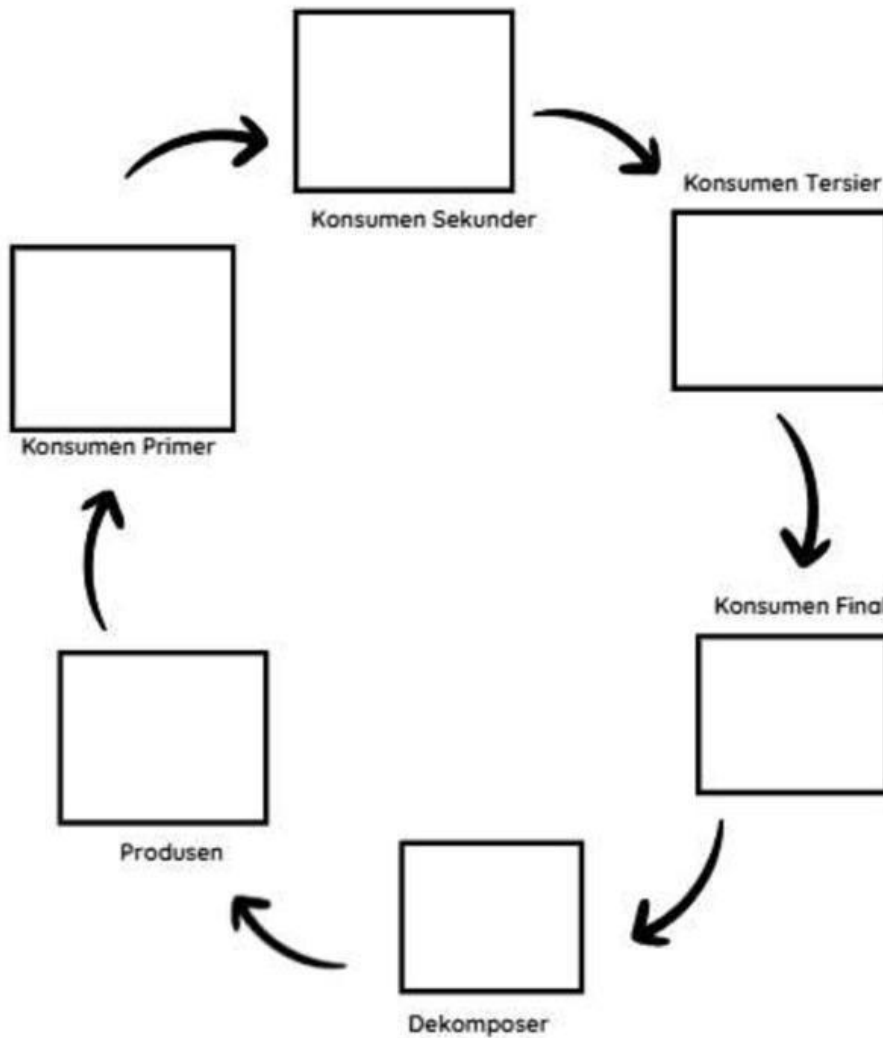 Konsumen Sekunder
Konsumen Tersier
Konsumen Primer
Konsumen Final
Produsen
Dekomposer